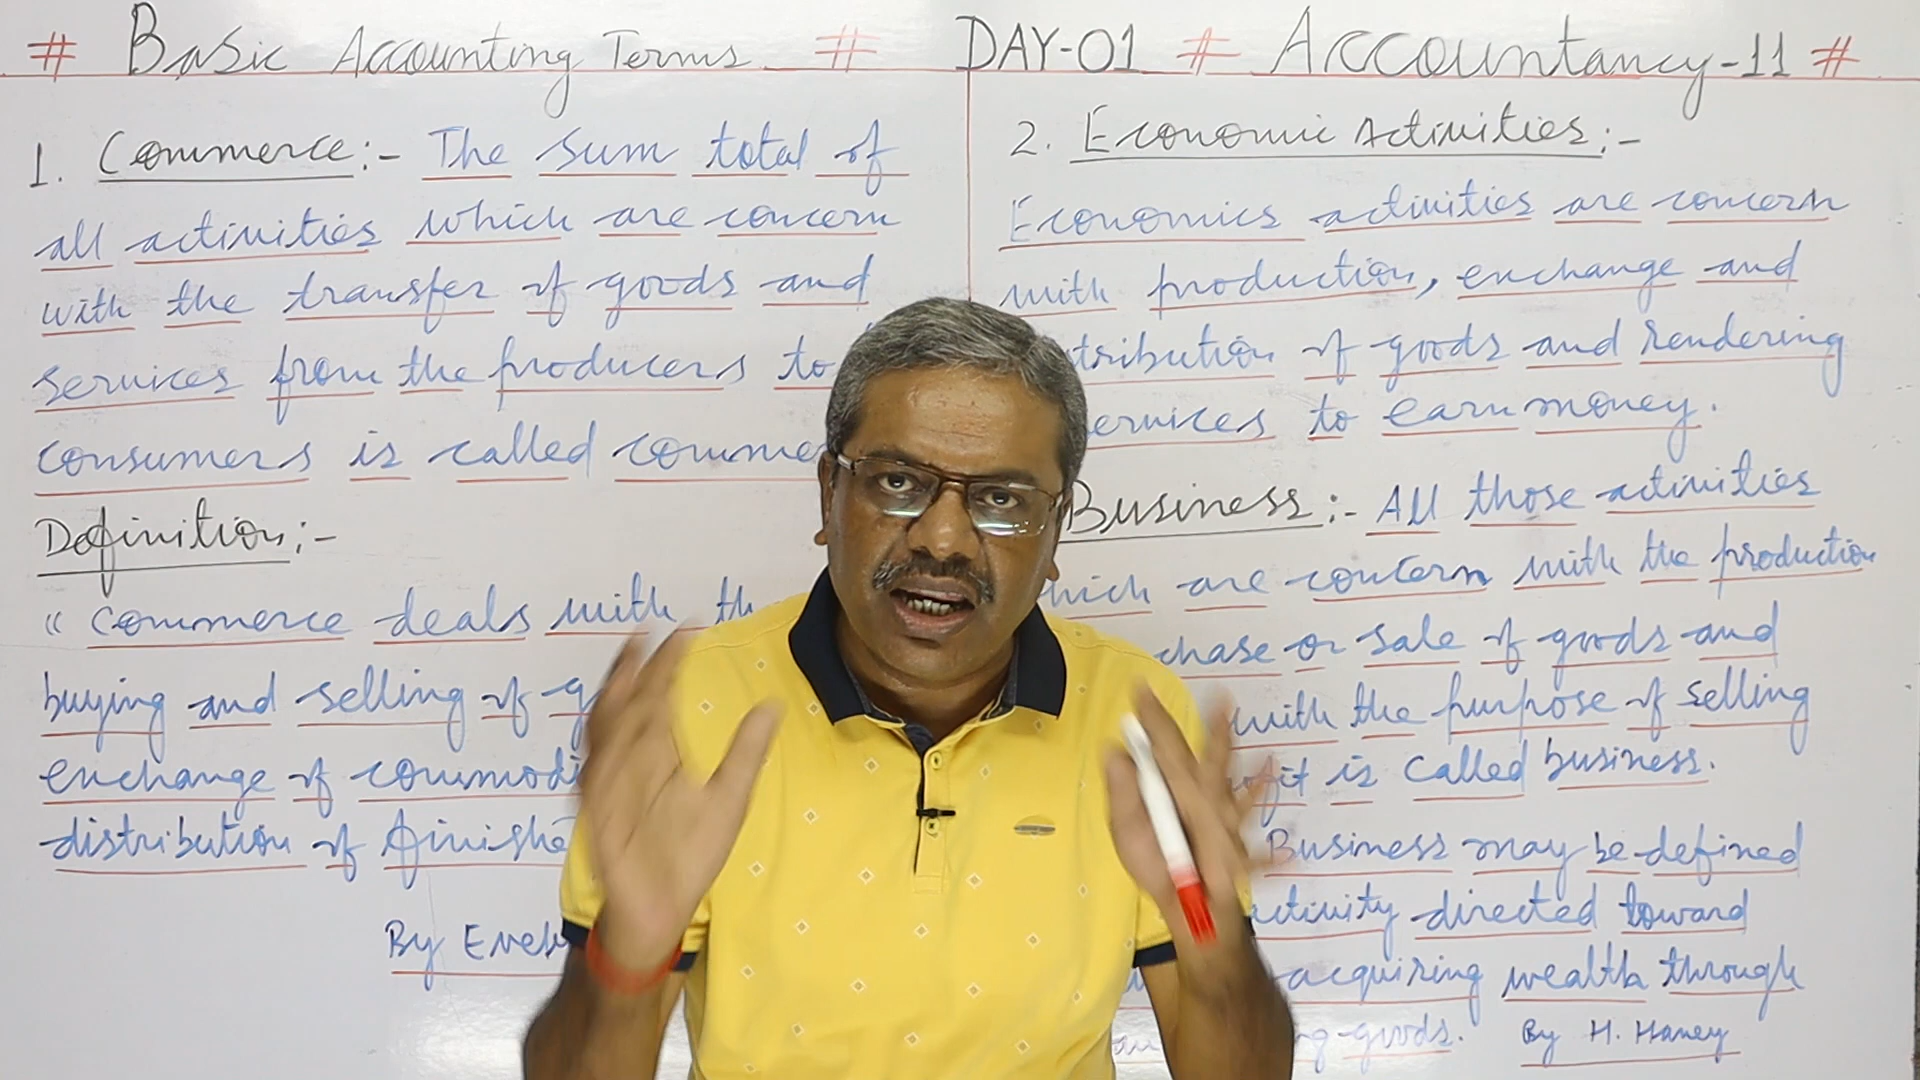 # Basic Accounting Terms # DAY-01 # Accountancy-11 #
1. Commerce:- The sum total of
all activities which are concern
with the transfer of goods and
services from the producers to
consumers is called
Definition:-
" Commerce deals with
buying and selling of
exchange of
distribution of
By
2. Economic Activities:-
Economics activities are concern
with production, exchange and
of goods and rendering
to earn money.
Business:- All those activities
are concern with the production
or sale of goods and
with the purpose of selling
is called business.
Business may be defined
directed toward
acquiring wealth through
goods. By H. Haney